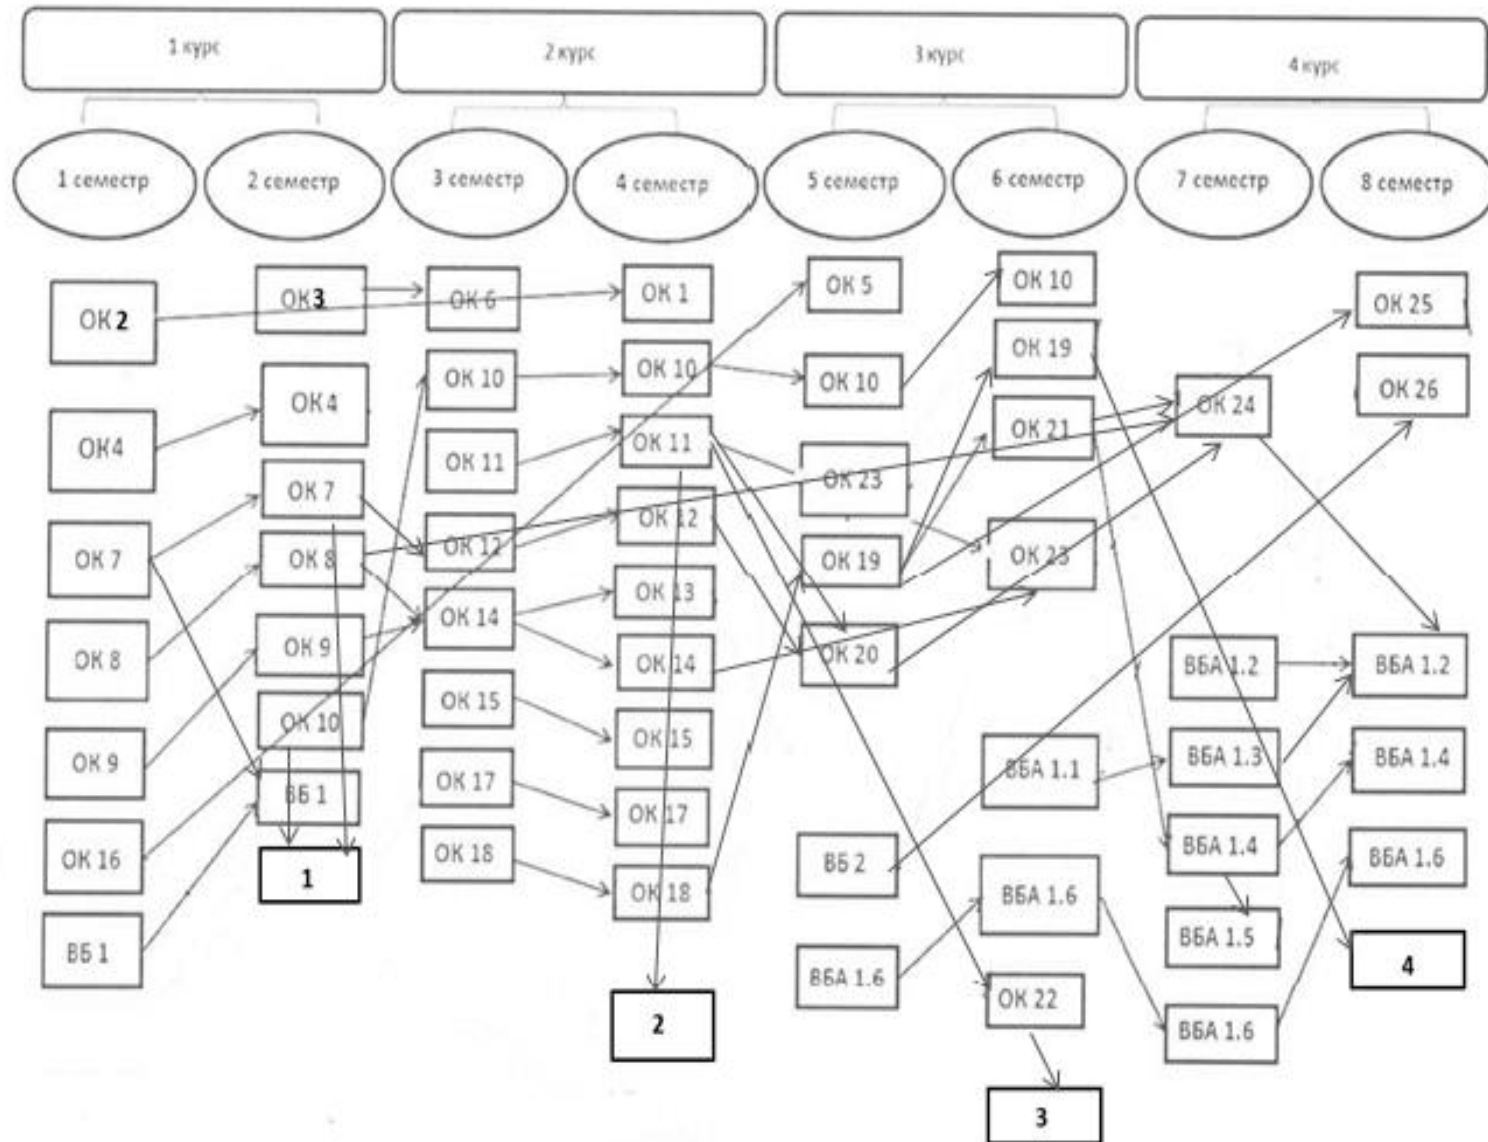 1 курс
2 курс
3 курс
4 курс
1 семестр
2 семестр
3 семестр
4 семестр
5 семестр
6 семестр
7 семестр
8 семестр
ОК 2
ОК4
ОК 7
ОК 8
ОК 9
ОК 16
ВБ 1
ОК 3
ОК 4
ОК 7
ОК 8
ОК 9
ОК 10
ВБ 1
1
ОК 6
ОК 10
ОК 11
ОК 12
ОК 14
ОК 15
ОК 17
ОК 18
ОК 1
ОК 10
ОК 11
ОК 12
ОК 13
ОК 14
ОК 15
ОК 17
ОК 18
2
ОК 5
ОК 10
ОК 23
ОК 19
ОК 20
ВБ 2
ВБА 1.6
ОК 10
ОК 19
ОК 21
ОК 23
ВБА 1.1
ВБА 1.6
ОК 22
3
ОК 24
ВБА 1.2
ВБА 1.3
ВБА 1.4
ВБА 1.5
ВБА 1.6
ОК 25
ОК 26
ВБА 1.2
ВБА 1.4
ВБА 1.6
4